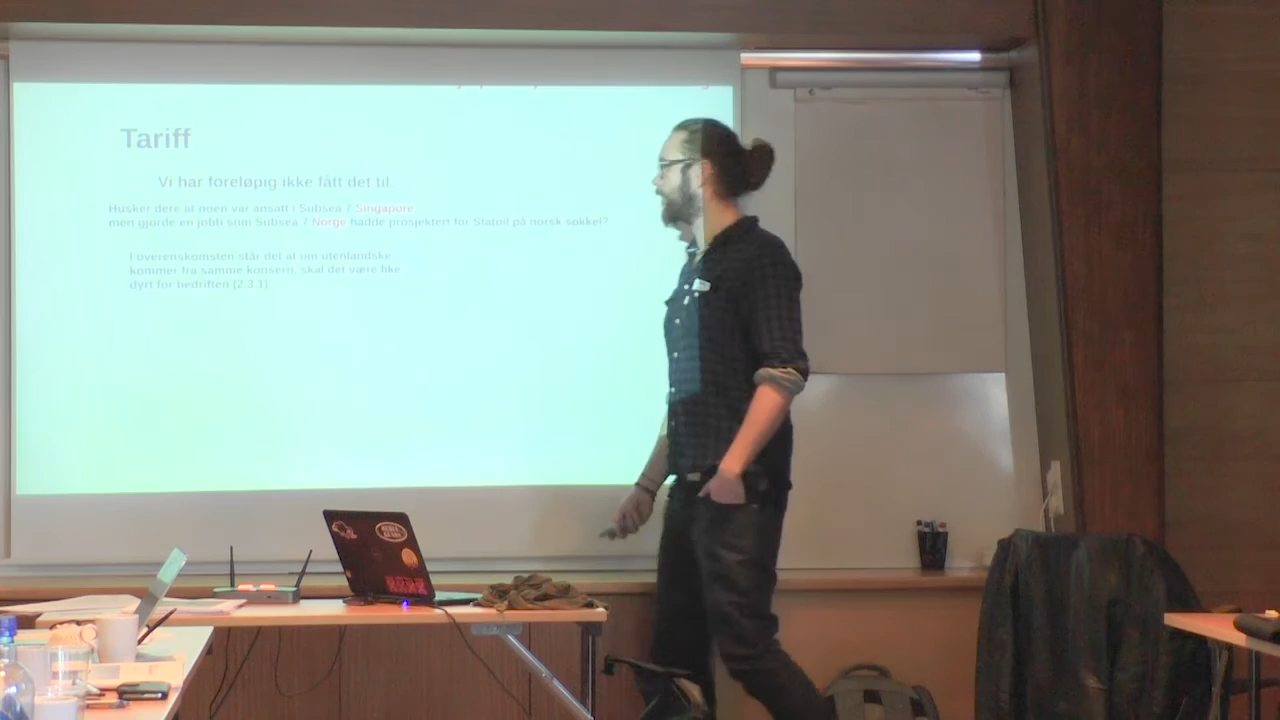 Tariff
Vi har foreløpig ikke fått det til.
Husker dere at noen var ansatt i Subsea 7 Singapore,
men gjorde en jobb som Subsea 7 Norge hadde prosjektert for Statoil på norsk sokkel?
I overenskomsten står det at om utenlandske
kommer fra samme konsern, skal det være like
dyrt for bedriften (2.3.1)